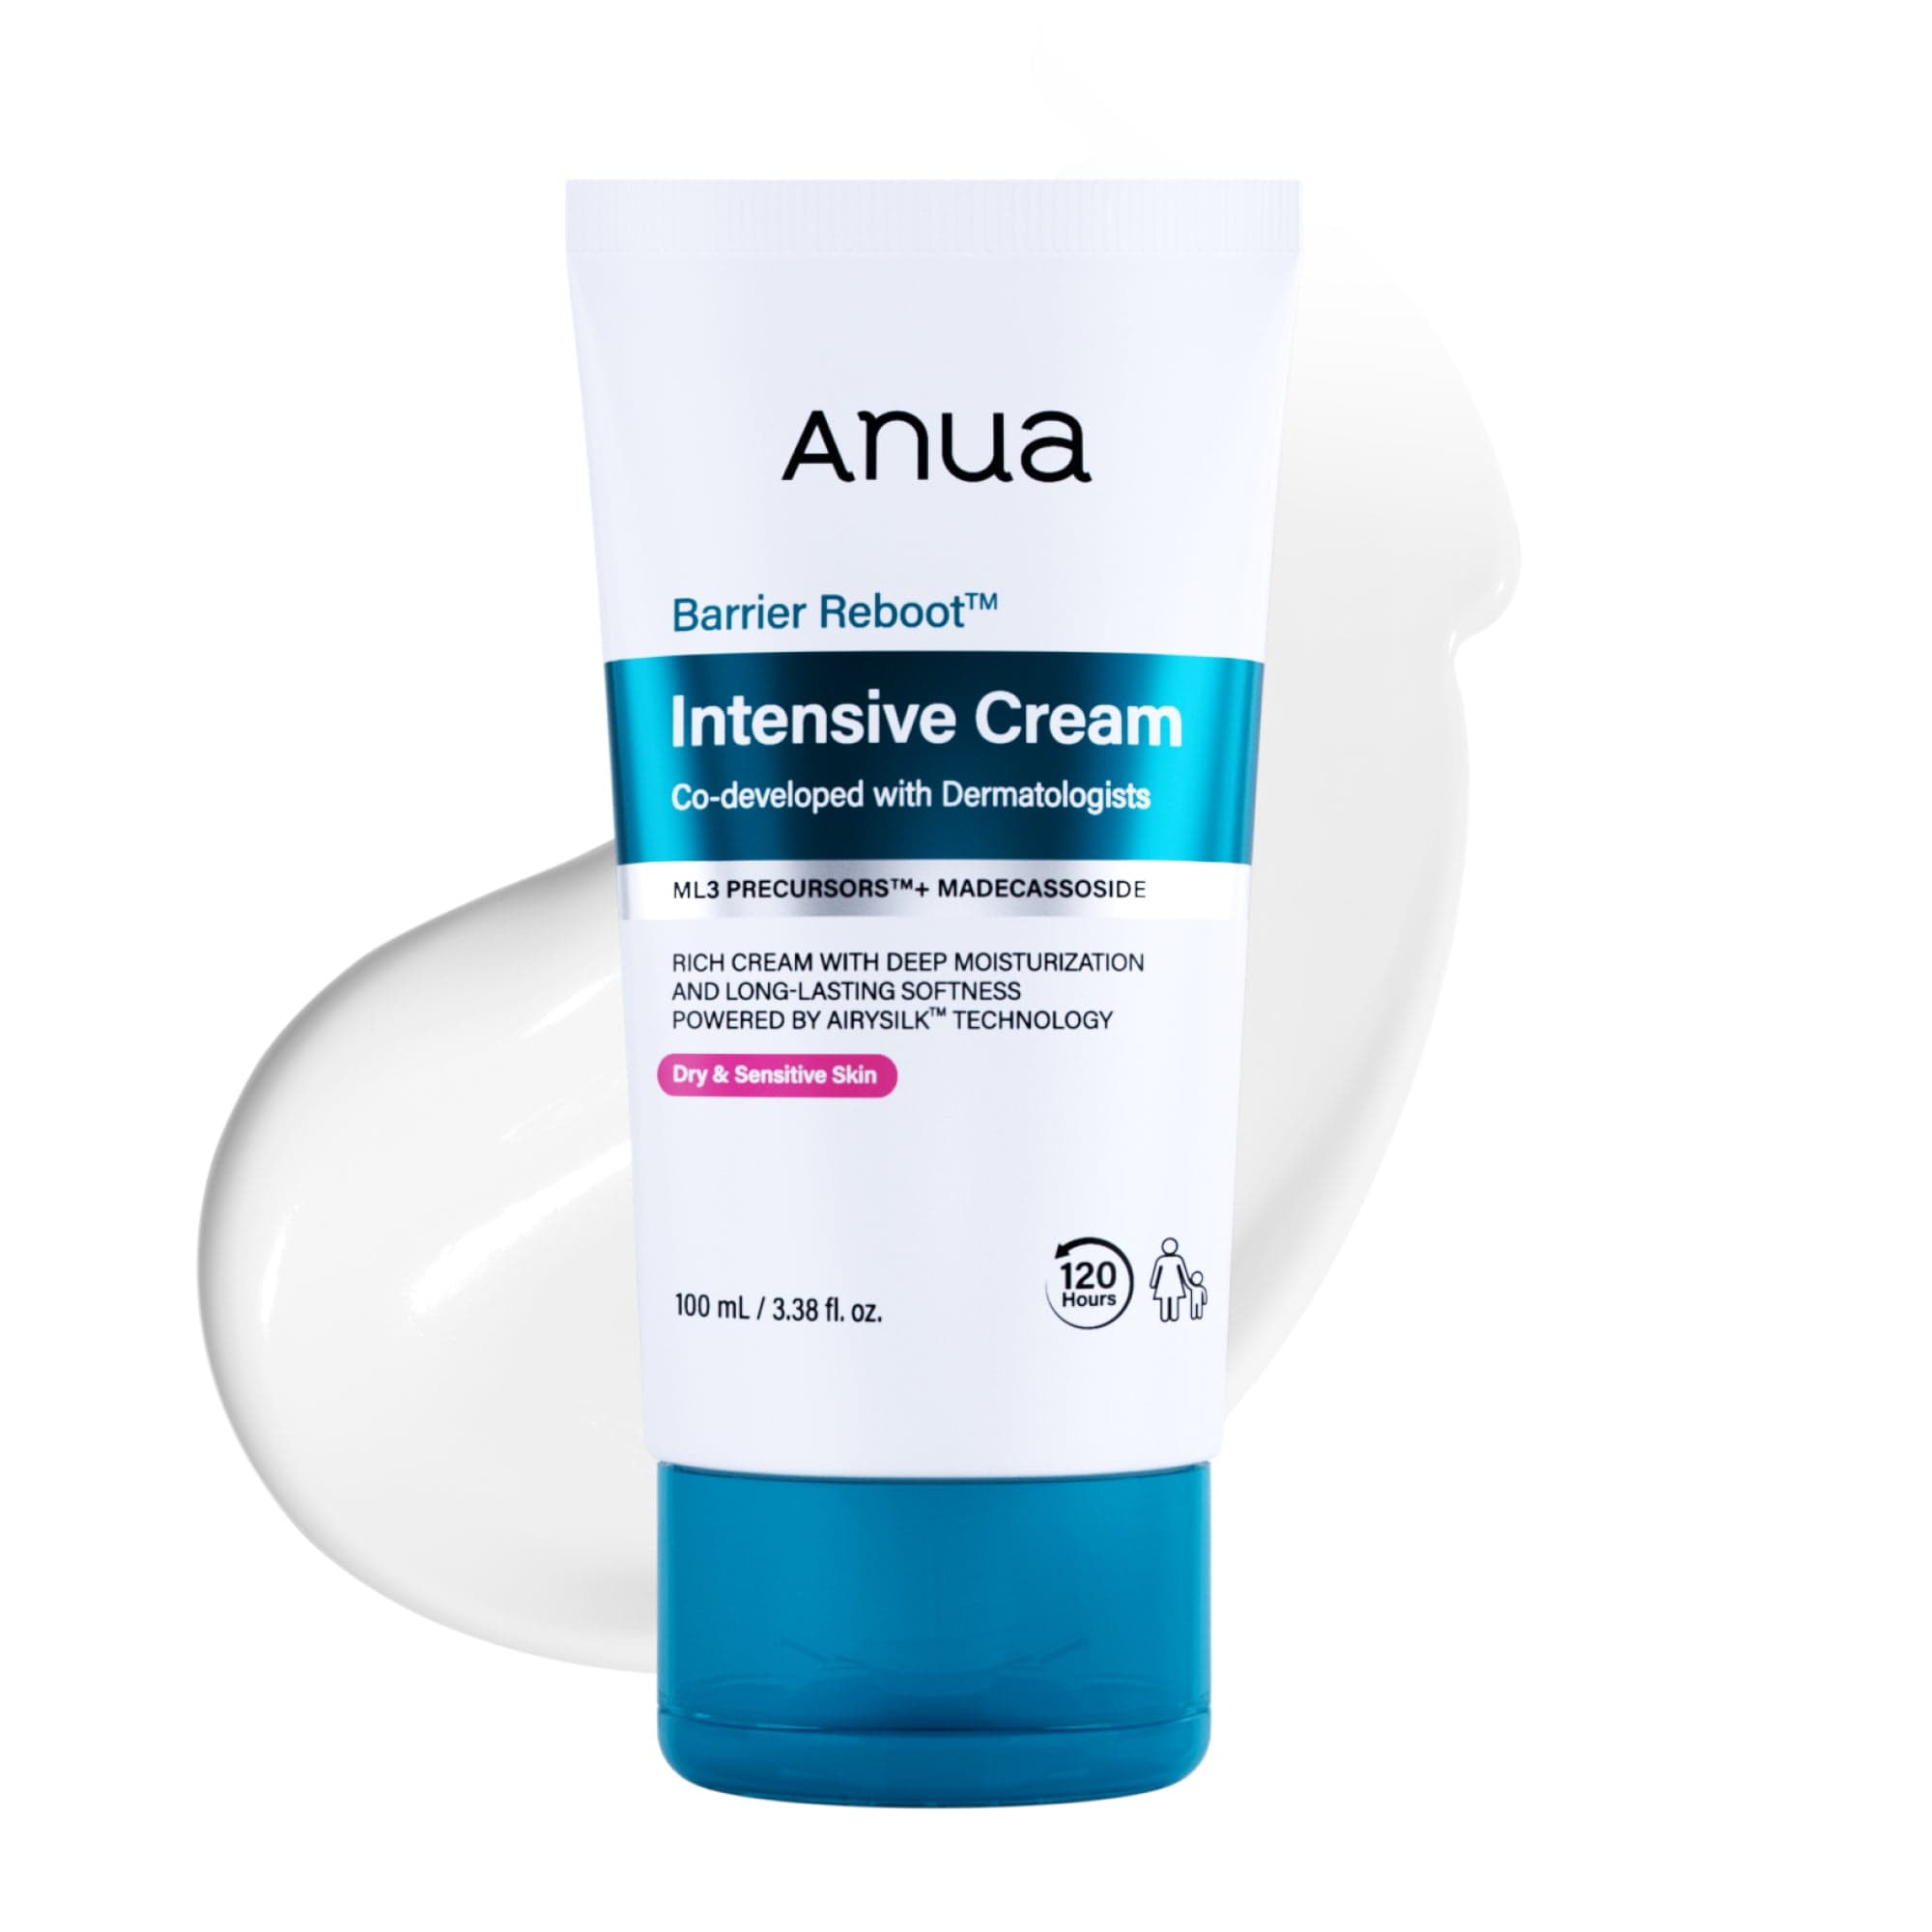 Anua
Barrier Reboot™
Intensive Cream
Co-developed with Dermatologists
ML3 PRECURSORS™+ MADECASSOSIDE
RICH CREAM WITH DEEP MOISTURIZATION
AND LONG-LASTING SOFTNESS
POWERED BY AIRYSILK™ TECHNOLOGY
Dry & Sensitive Skin
100 mL / 3.38 fl. oz.
120
Hours